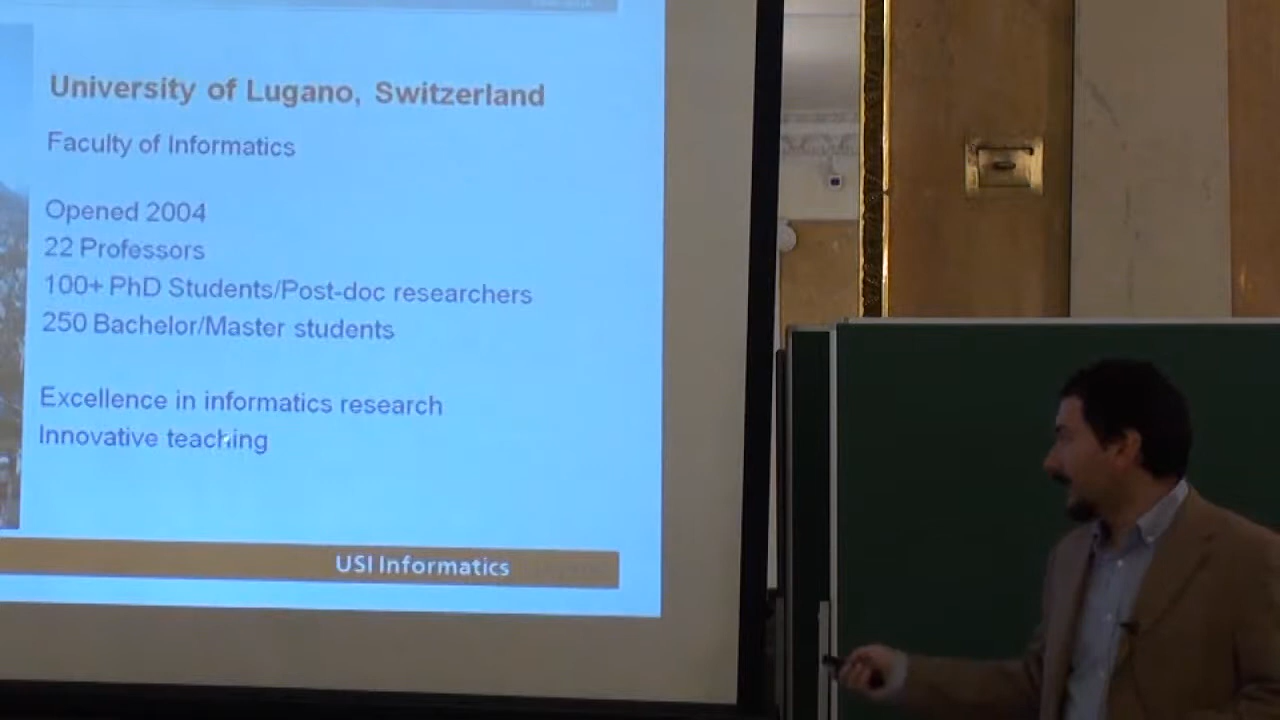 University of Lugano, Switzerland
Faculty of Informatics
Opened 2004
22 Professors
100+ PhD Students/Post-doc researchers
250 Bachelor/Master students
Excellence in informatics research
Innovative teaching
USI Informatics